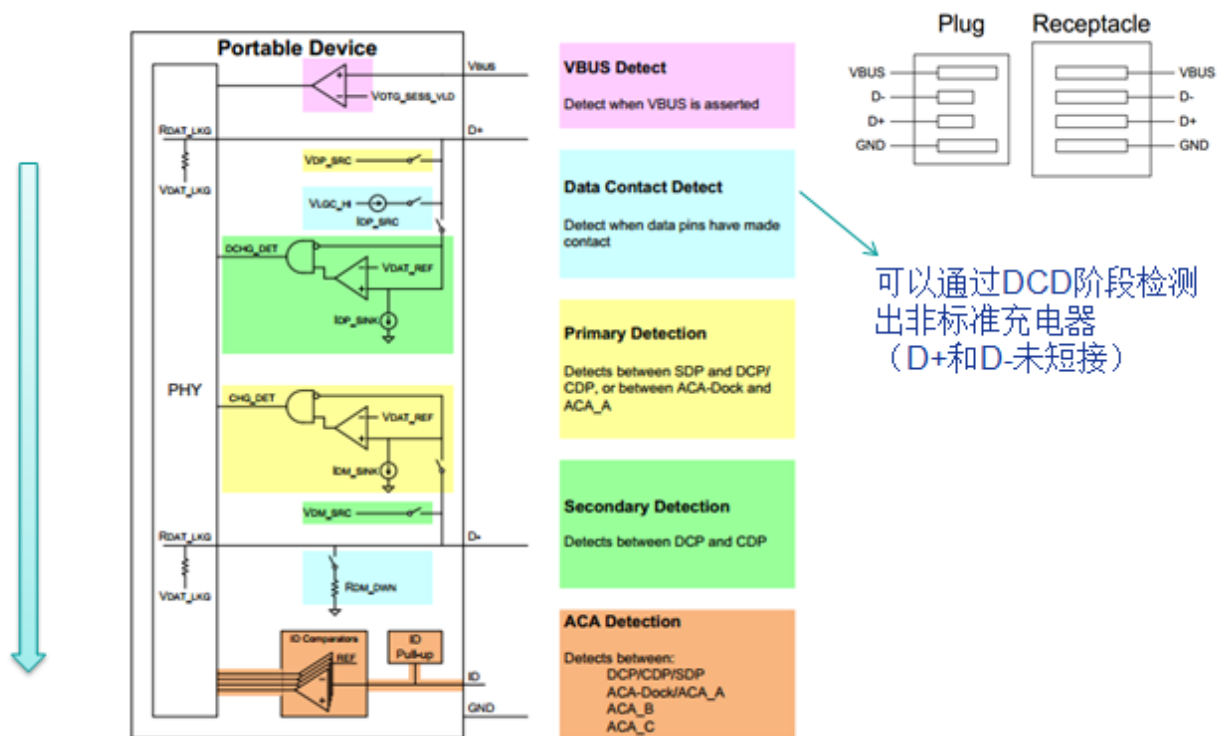 Portable Device
VBUS
VOTG_SESS_VLD
RDAT_LKG
D+
VDP_SRC
VDAT_LKG
VLGC_HI
IDP_SRC
DCHG_DET
VDAT_REF
IDP_SINK
PHY
CHG_DET
VDAT_REF
IDM_SINK
VDM_SRC
RDAT_LKG
D-
VDAT_LKG
RDM_DWN
ID Comparators
REF
ID
Pull-up
ID
GND
VBUS Detect
Detect when VBUS is asserted
Data Contact Detect
Detect when data pins have made
contact
Primary Detection
Detects between SDP and DCP/
CDP, or between ACA-Dock and
ACA_A
Secondary Detection
Detects between DCP and CDP
ACA Detection
Detects between:
DCP/CDP/SDP
ACA-Dock/ACA_A
ACA_B
ACA_C
Plug
VBUS
D-
D+
GND
Receptacle
VBUS
D-
D+
GND
可以通过DCD阶段检测
出非标准充电器
（D+和D-未短接）